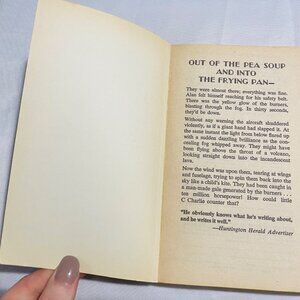 OUT OF THE PEA SOUP
AND INTO
THE FRYING PAN—
They were almost there; everything was fine.
Alan felt himself reaching for his safety belt.
There was the yellow glow of the burners,
blasting through the fog. In thirty seconds,
they'd be down.
Without any warning the aircraft shuddered
violently, as if a giant hand had slapped it. At
the same instant the light from below flared up
with a sudden dazzling brilliance as the con-
cealing fog whipped away. They might have
been flying above the throat of a volcano,
looking straight down into the incandescent
lava.
Now the wind was upon them, tearing at wings
and fuselage, trying to spin them back into the
sky like a child's kite. They had been caught in
a man-made gale generated by the burners . . .
ten million horsepower! How could little
C Charlie counter that?
"He obviously knows what he's writing about,
and he writes it well."
—Huntington Herald Advertiser